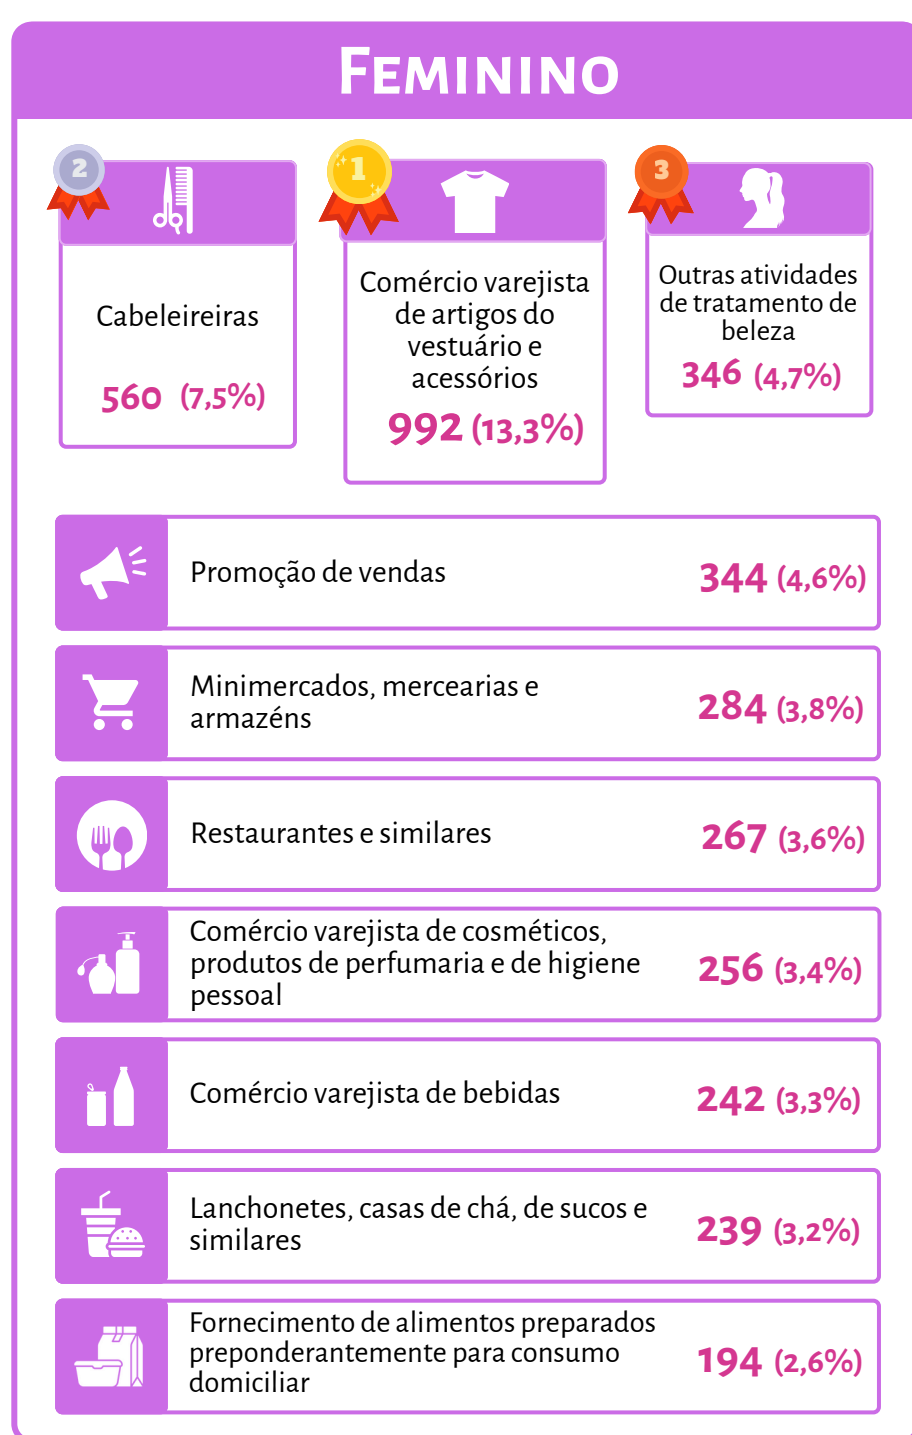 Feminino
2
Cabeleireiras
560 (7,5%)
1
Comércio varejista
de artigos do
vestuário e
acessórios
992 (13,3%)
3
Outras atividades
de tratamento de
beleza
346 (4,7%)
Promoção de vendas
344 (4,6%)
Minimercados, mercearias e
armazéns
284 (3,8%)
Restaurantes e similares
267 (3,6%)
Comércio varejista de cosméticos,
produtos de perfumaria e de higiene
pessoal
256 (3,4%)
Comércio varejista de bebidas
242 (3,3%)
Lanchonetes, casas de chá, de sucos e
similares
239 (3,2%)
Fornecimento de alimentos preparados
preponderantemente para consumo
domiciliar
194 (2,6%)